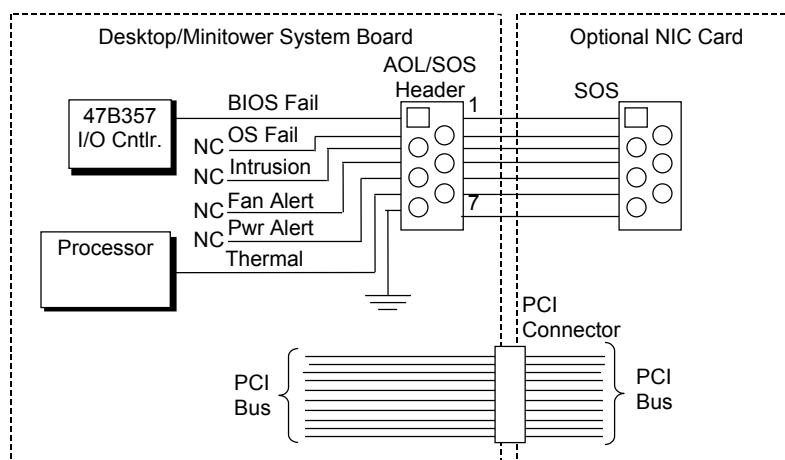 Desktop/Minitower System Board
Optional NIC Card
AOL/SOS
Header
SOS
1
BIOS Fail
47B357
I/O Cntlr.
NC OS Fail
NC Intrusion
NC Fan Alert
NC Pwr Alert
7
Processor
Thermal
PCI
Connector
PCI
Bus
PCI
Bus